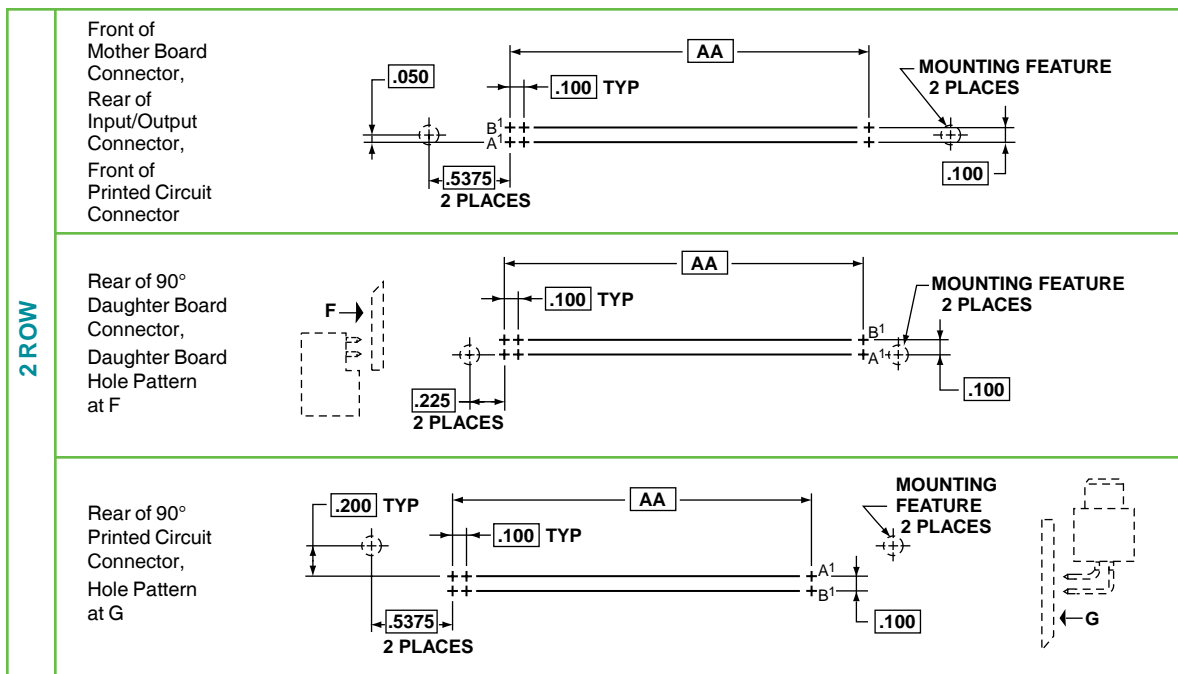 2 ROW
Front of
Mother Board
Connector,
Rear of
Input/Output
Connector,
Front of
Printed Circuit
Connector
.050
.100 TYP
AA
MOUNTING FEATURE
2 PLACES
B1
A1
.5375
2 PLACES
.100
Rear of 90°
Daughter Board
Connector,
Daughter Board
Hole Pattern
at F
F
AA
.100 TYP
MOUNTING FEATURE
2 PLACES
B1
A1
.225
2 PLACES
.100
Rear of 90°
Printed Circuit
Connector,
Hole Pattern
at G
.200 TYP
AA
.100 TYP
MOUNTING
FEATURE
2 PLACES
A1
B1
.5375
2 PLACES
.100
G